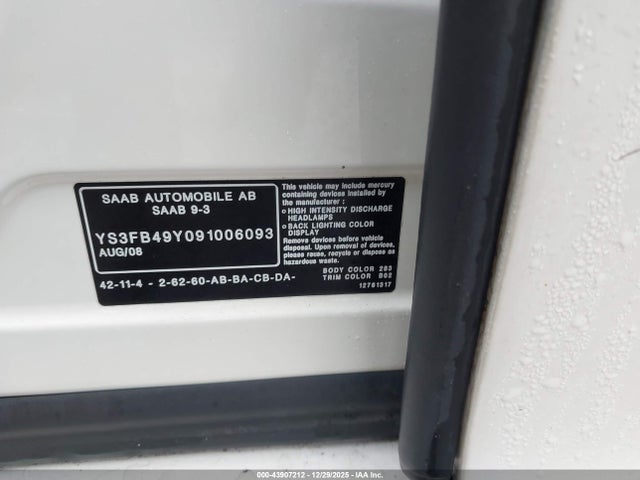 SAAB AUTOMOBILE AB
SAAB 9-3
YS3FB49Y091006093
AUG/08
42-11-4 - 2-62-60-AB-BA-CB-DA-
This vehicle may include mercury
containing devices installed by
the manufacturer :
○ HIGH INTENSITY DISCHARGE
HEADLAMPS
○ BACK LIGHTING COLOR
DISPLAY
Remove devices before vehicle
disposal. Upon removal of devices
please, reuse, recycle or dispose as
hazardous waste.
BODY COLOR 283
TRIM COLOR B02
12761317
000-43907212 - 12/29/2025 - IAA Inc.